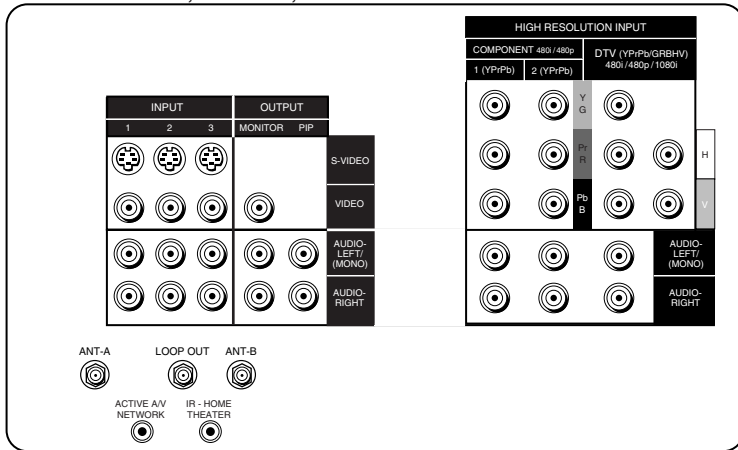 HIGH RESOLUTION INPUT
COMPONENT 480i/480p
DTV (YPrPb/GRBHV)
480i/480p/1080i
1 (YPrPb) 2 (YPrPb)
INPUT OUTPUT
1 2 3 MONITOR PIP
S-VIDEO
VIDEO
AUDIO-
LEFT/
(MONO)
AUDIO-
RIGHT
Y
G
Pr
R
H
Pb
B
V
AUDIO-
LEFT/
(MONO)
AUDIO-
RIGHT
ANT-A LOOP OUT ANT-B
ACTIVE A/V
NETWORK
IR - HOME
THEATER